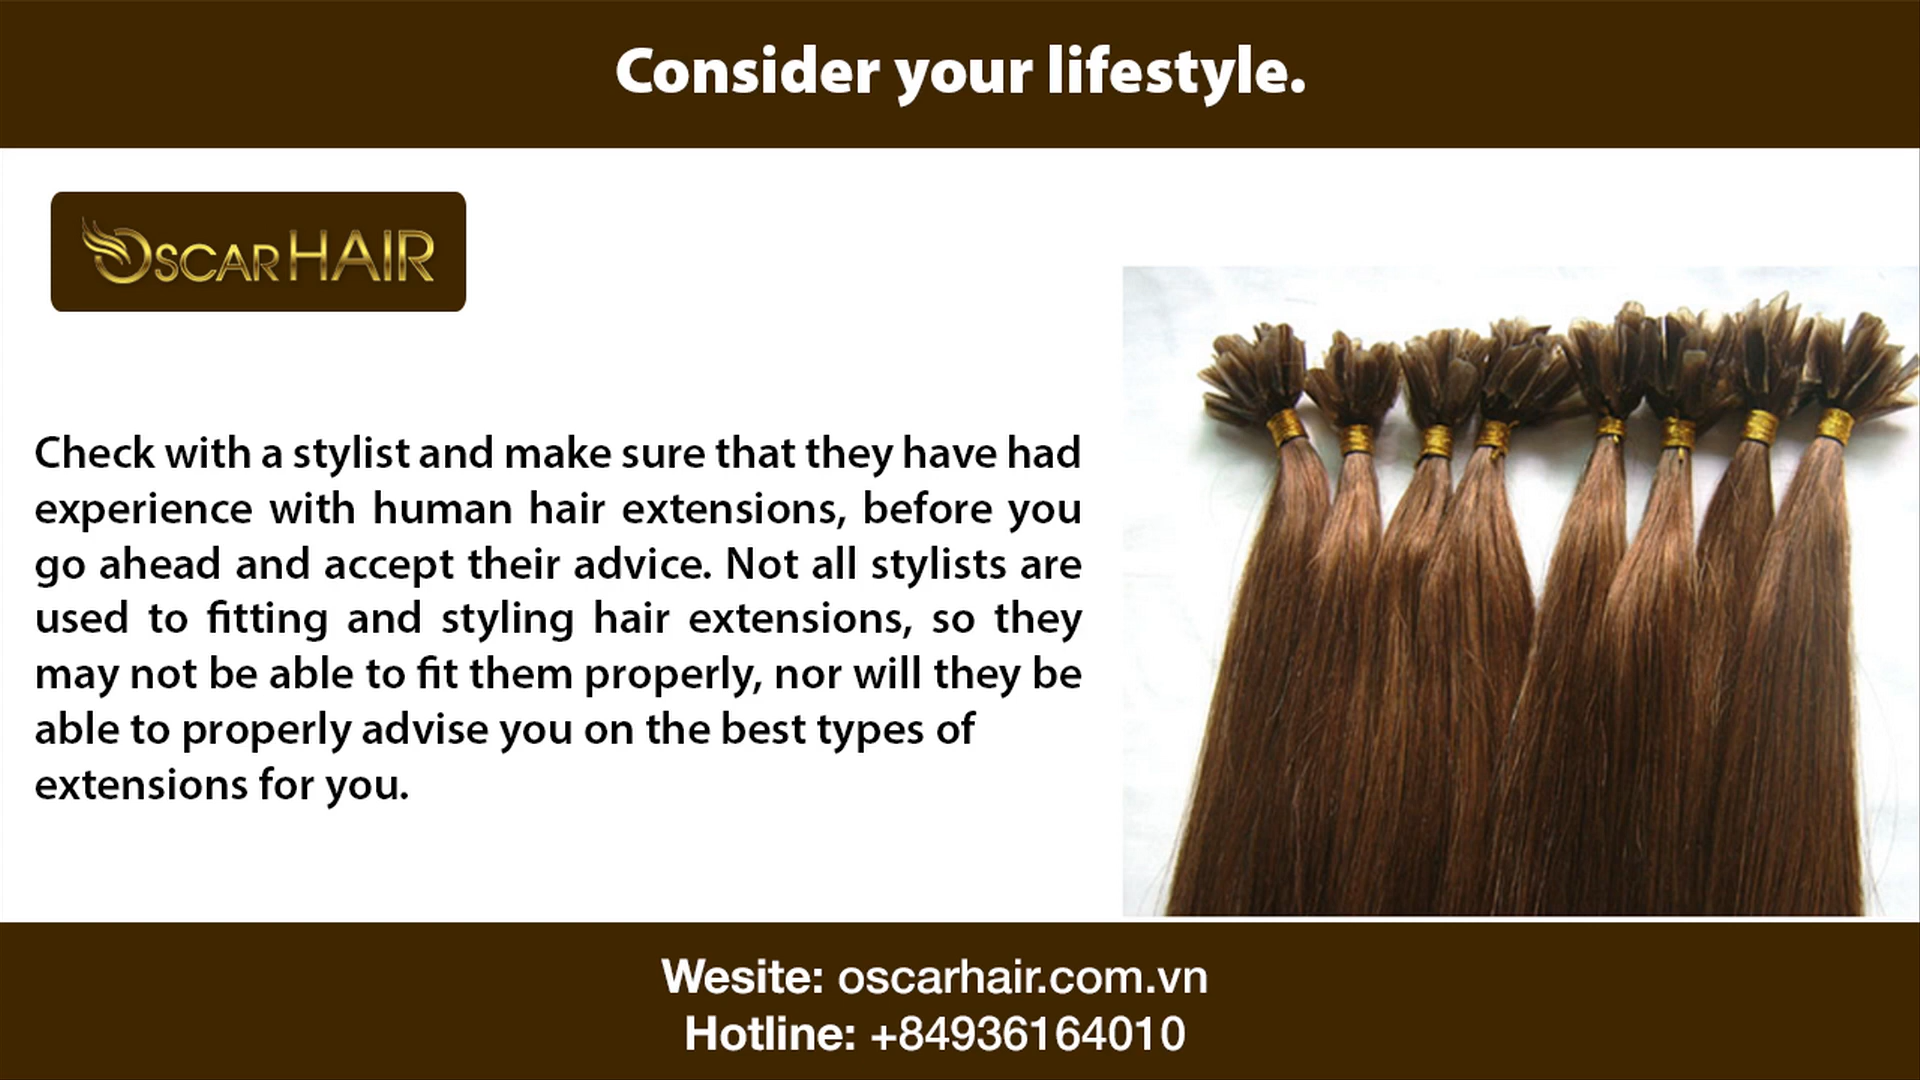 Consider your lifestyle.
OSCAR HAIR
Check with a stylist and make sure that they have had
experience with human hair extensions, before you
go ahead and accept their advice. Not all stylists are
used to fitting and styling hair extensions, so they
may not be able to fit them properly, nor will they be
able to properly advise you on the best types of
extensions for you.
Wesite: oscarhair.com.vn
Hotline: +84936164010